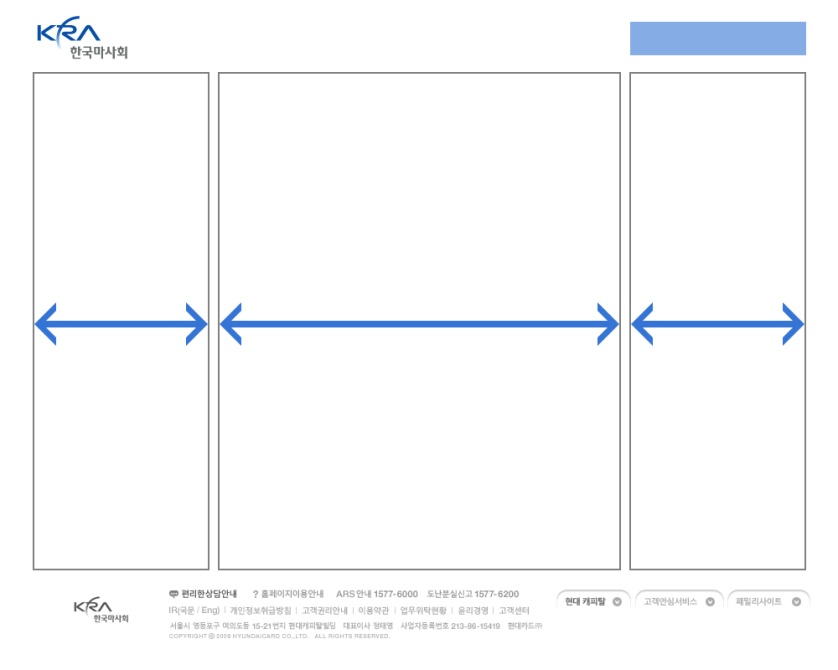 KRA
한국마사회
KRA
한국마사회
편리한상담안내 ? 홈페이지이용안내 ARS 안내 1577-6000 도난분실신고 1577-6200
IR(국문 / Eng) | 개인정보취급방침 | 고객권리안내 | 이용약관 | 업무위탁현황 | 윤리경영 | 고객센터
서울시 영등포구 여의도동 15-21번지 현대캐피탈빌딩 대표이사 정태영 사업자등록번호 213-86-15419 현대카드㈜
COPYRIGHT ⓒ 2009 HYUNDAICARD CO.,LTD. ALL RIGHTS RESERVED.
현대 캐피탈
고객안심서비스
패밀리사이트